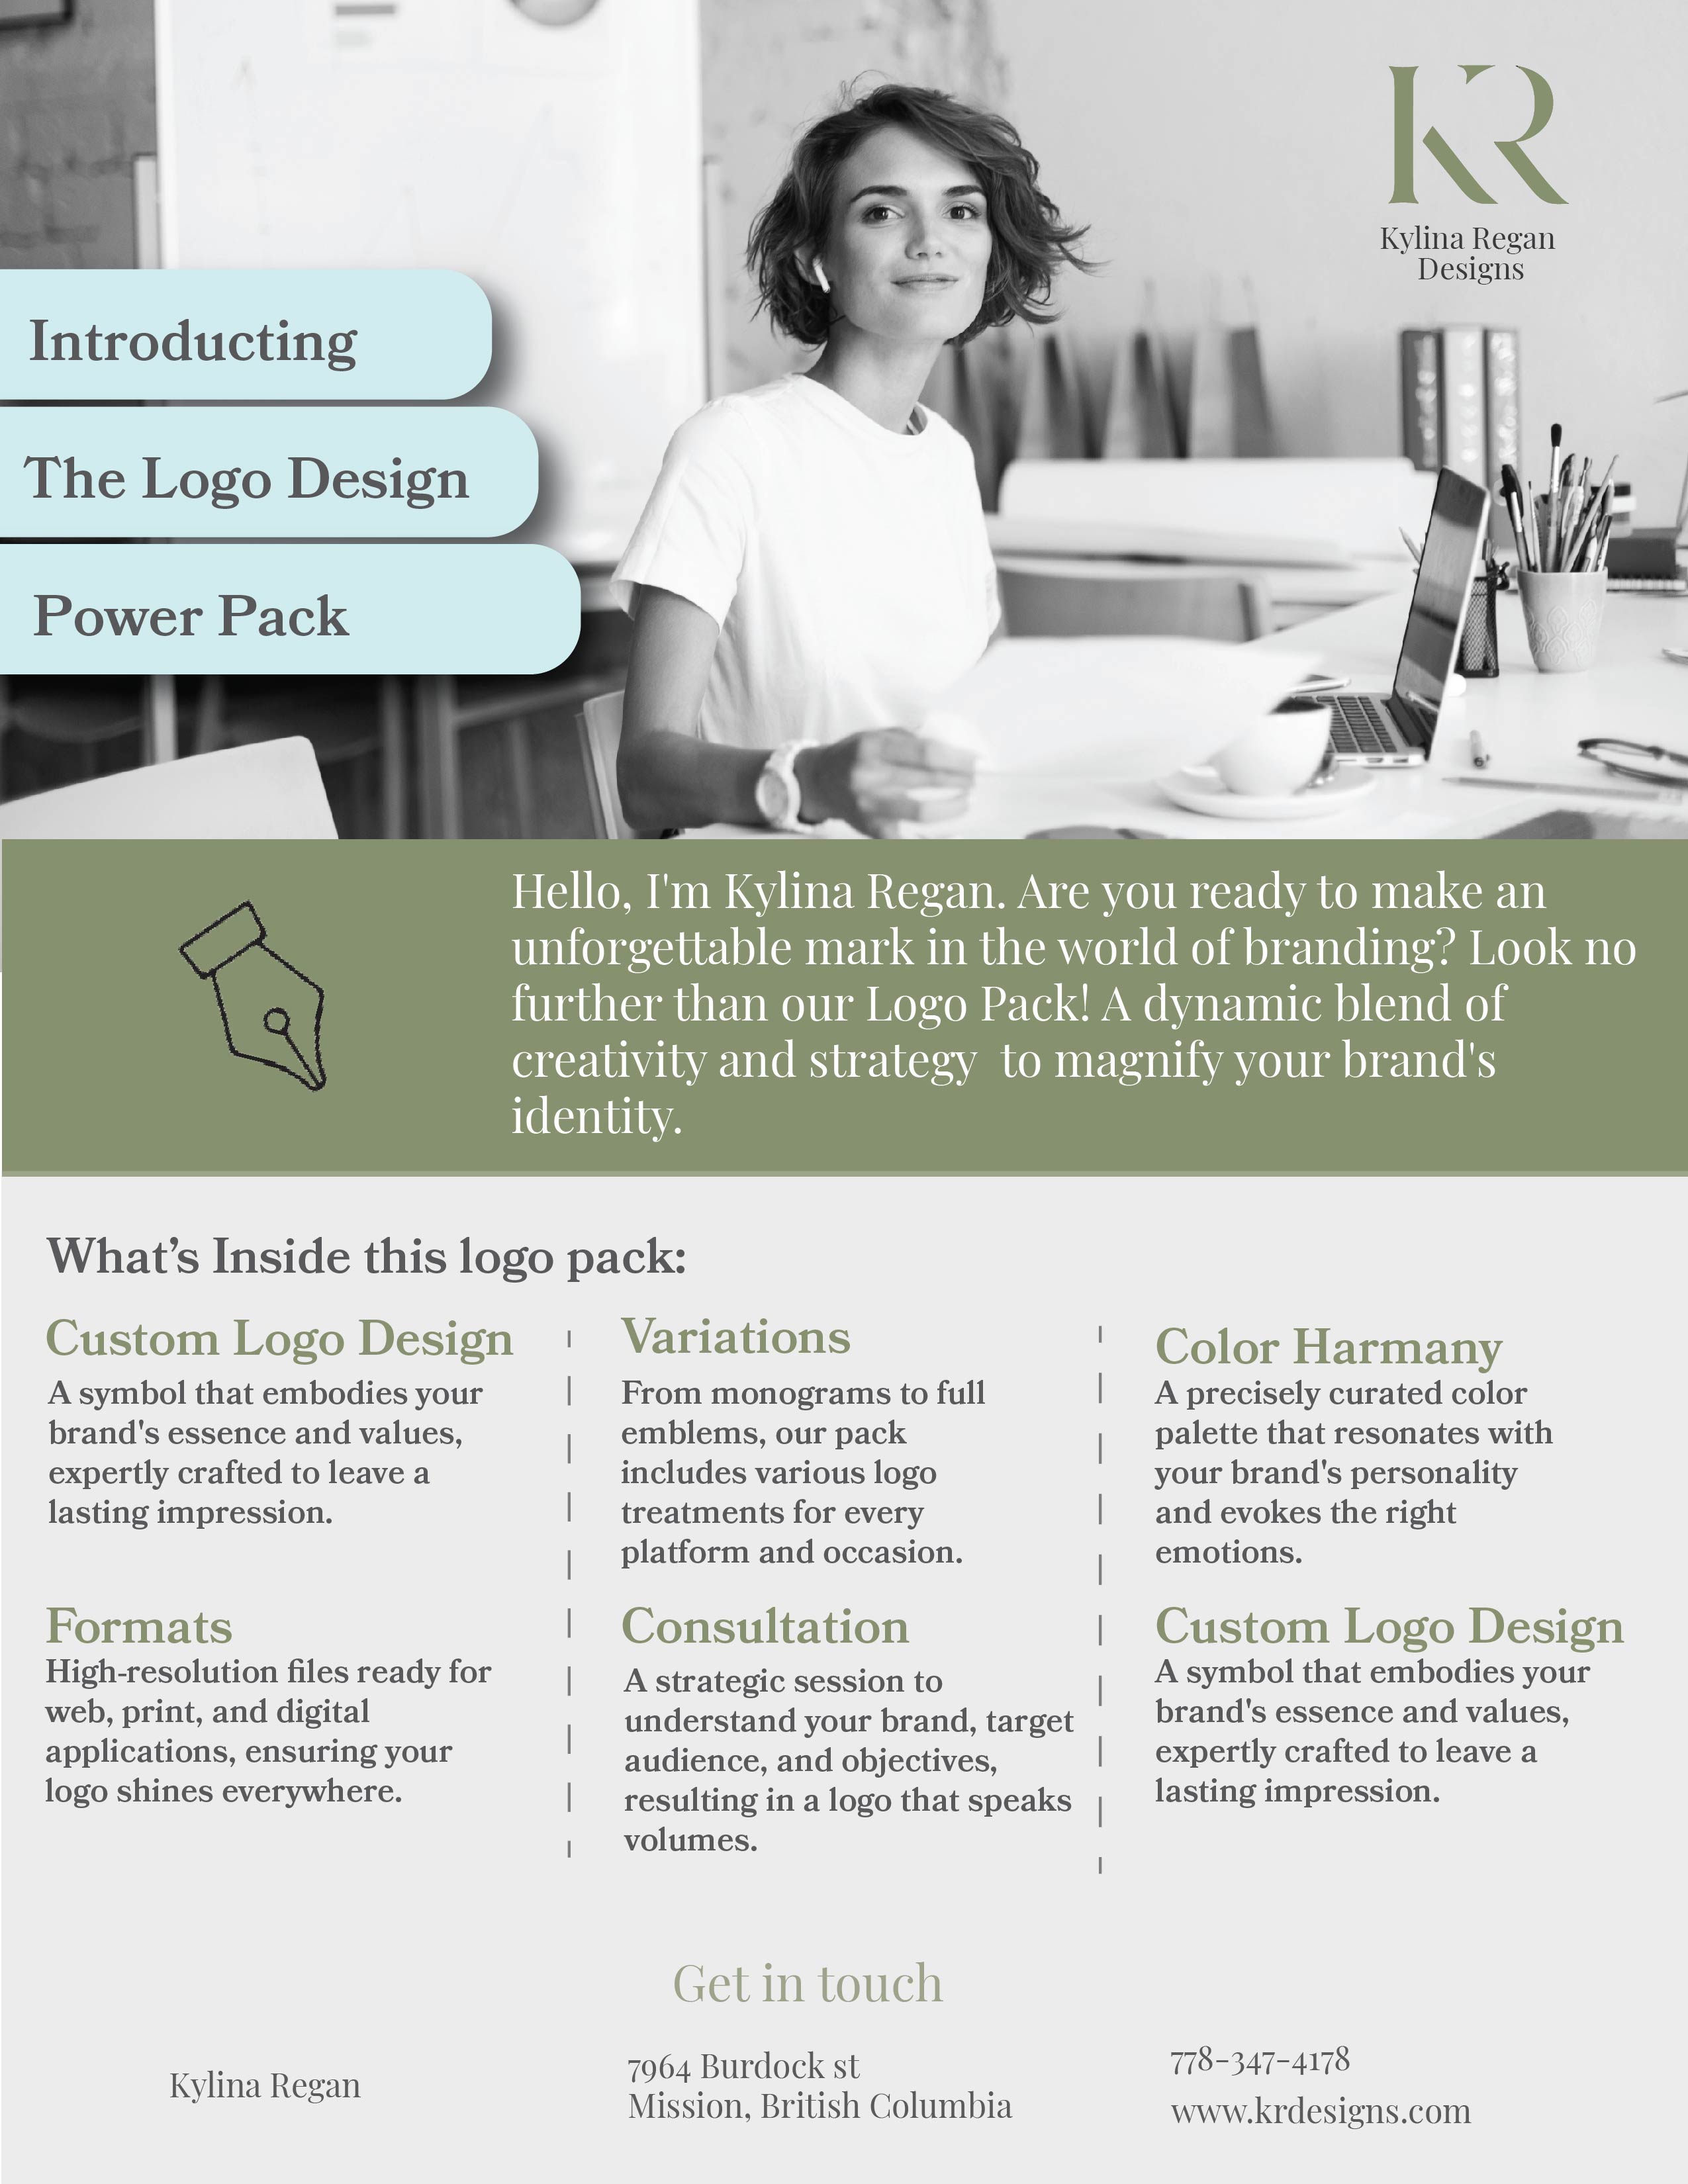 KR
Kylina Regan
Designs
Introducting
The Logo Design
Power Pack
Hello, I'm Kylina Regan. Are you ready to make an
unforgettable mark in the world of branding? Look no
further than our Logo Pack! A dynamic blend of
creativity and strategy  to magnify your brand's
identity.
What’s Inside this logo pack:
Custom Logo Design
A symbol that embodies your
brand's essence and values,
expertly crafted to leave a
lasting impression.
Variations
From monograms to full
emblems, our pack
includes various logo
treatments for every
platform and occasion.
Color Harmany
A precisely curated color
palette that resonates with
your brand's personality
and evokes the right
emotions.
Formats
High-resolution files ready for
web, print, and digital
applications, ensuring your
logo shines everywhere.
Consultation
A strategic session to
understand your brand, target
audience, and objectives,
resulting in a logo that speaks
volumes.
Custom Logo Design
A symbol that embodies your
brand's essence and values,
expertly crafted to leave a
lasting impression.
Get in touch
Kylina Regan
7964 Burdock st
Mission, British Columbia
778-347-4178
www.krdesigns.com